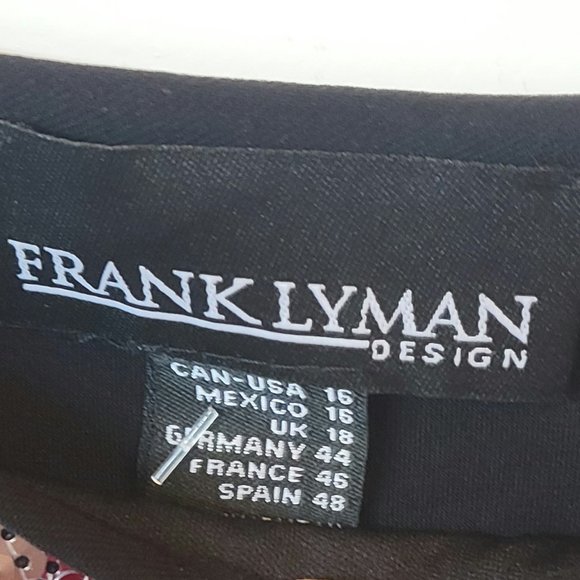 FRANK LYMAN
DESIGN
CAN-USA 16
MEXICO 16
UK 18
GERMANY 44
FRANCE 46
SPAIN 48